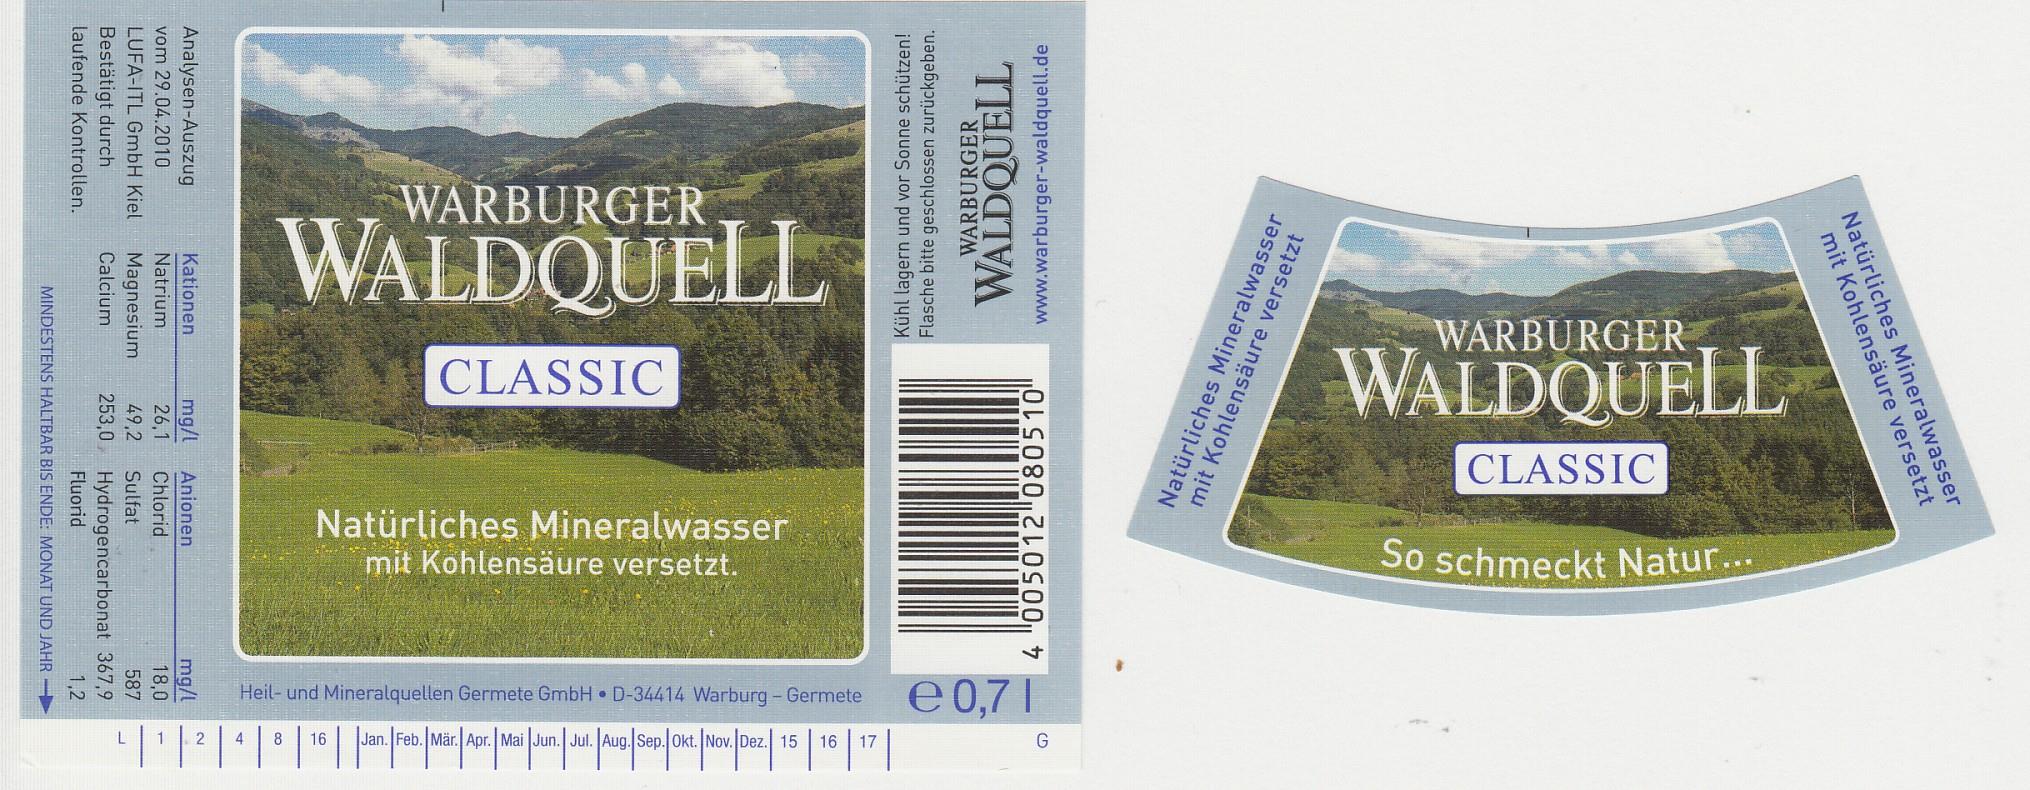 Analysen-Auszug
vom 29.04.2010
LUFA-ITL GmbH Kiel
Bestätigt durch
laufende Kontrollen.
Kationen mg/l
Natrium 26,1
Magnesium 49,2
Calcium 253,0
Anionen mg/l
Chlorid 18,0
Sulfat 587
Hydrogencarbonat 367,9
Fluorid 1,2
MINDESTENS HALTBAR BIS ENDE: MONAT UND JAHR
WARBURGER
WALDQUELL
CLASSIC
Natürliches Mineralwasser
mit Kohlensäure versetzt.
Heil- und Mineralquellen Germete GmbH • D-34414 Warburg – Germete
Kühl lagern und vor Sonne schützen!
Flasche bitte geschlossen zurückgeben.
WARBURGER
WALDQUELL
www.warburger-waldquell.de
4 005012 080510
e 0,7 l
L 1 2 4 8 16 Jan. Feb. Mär. Apr. Mai Jun. Jul. Aug. Sep. Okt. Nov. Dez. 15 16 17 G
Natürliches Mineralwasser
mit Kohlensäure versetzt
WARBURGER
WALDQUELL
CLASSIC
So schmeckt Natur...
Natürliches Mineralwasser
mit Kohlensäure versetzt